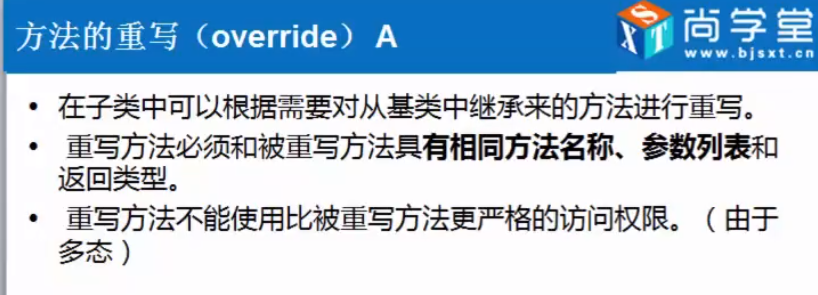 方法的重写（override）A
SXT
尚学堂
www.bjsxt.cn
• 在子类中可以根据需要对从基类中继承来的方法进行重写。
• 重写方法必须和被重写方法具有相同方法名称、参数列表和
返回类型。
• 重写方法不能使用比被重写方法更严格的访问权限。（由于
多态）